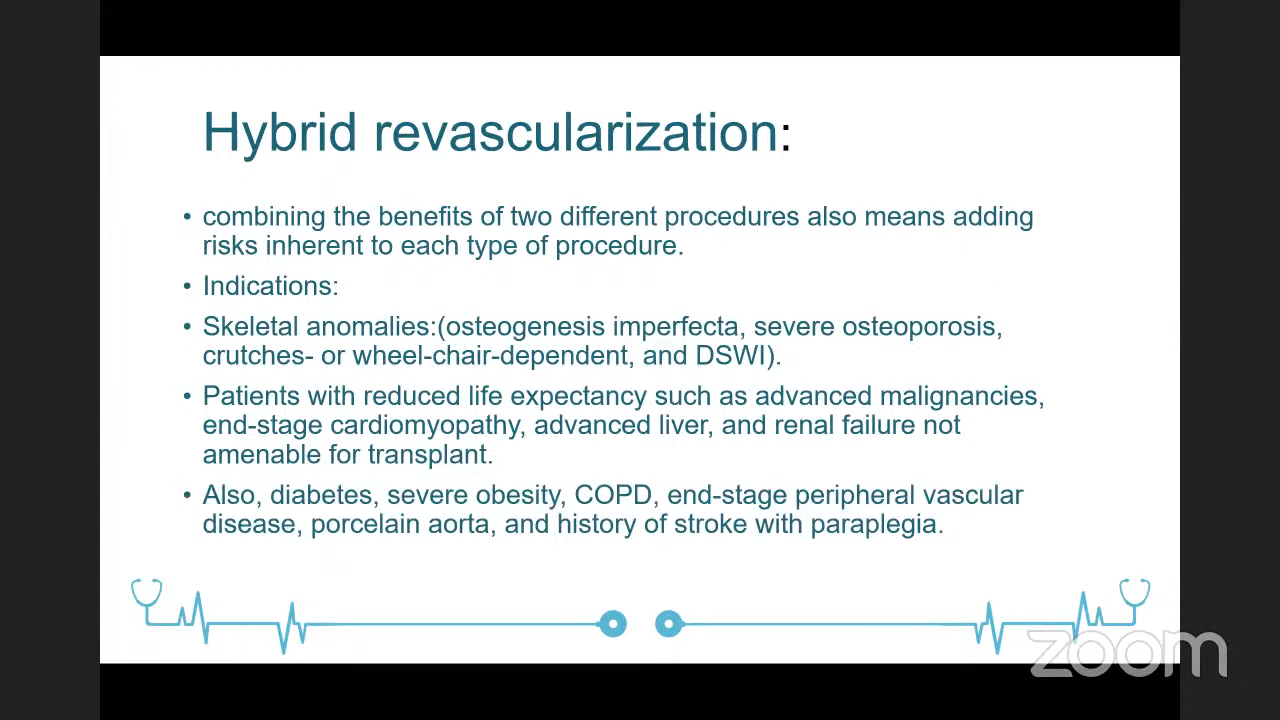 Hybrid revascularization:
• combining the benefits of two different procedures also means adding
risks inherent to each type of procedure.
• Indications:
• Skeletal anomalies:(osteogenesis imperfecta, severe osteoporosis,
crutches- or wheel-chair-dependent, and DSWI).
• Patients with reduced life expectancy such as advanced malignancies,
end-stage cardiomyopathy, advanced liver, and renal failure not
amenable for transplant.
• Also, diabetes, severe obesity, COPD, end-stage peripheral vascular
disease, porcelain aorta, and history of stroke with paraplegia.
zoom